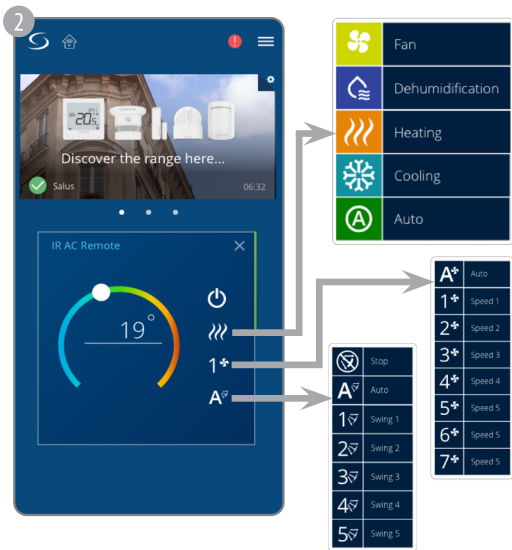 2
20.5
Discover the range here...
Salus
06:32
IR AC Remote
19°
1
A
Fan
Dehumidification
Heating
Cooling
A Auto
A Auto
1 Speed 1
2 Speed 2
3 Speed 3
4 Speed 4
5 Speed 5
6 Speed 5
7 Speed 5
Stop
A Auto
1 Swing 1
2 Swing 2
3 Swing 3
4 Swing 4
5 Swing 5